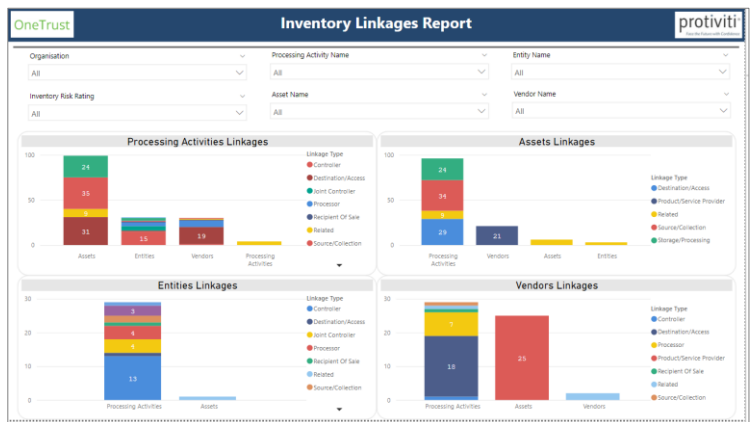 OneTrust
Inventory Linkages Report
protiviti
Organisation
Processing Activity Name
Entity Name
All
All
All
Inventory Risk Rating
Asset Name
Vendor Name
All
All
All
Processing Activities Linkages
100
50
0
24
35
9
31
15
19
Assets
Entities
Vendors
Processing
Activities
Linkage Type
Controller
Destination/Access
Joint Controller
Processor
Recipient Of Sale
Related
Source/Collection
Assets Linkages
100
50
0
24
34
29
21
Processing
Activities
Vendors
Assets
Entities
Linkage Type
Destination/Access
Product/Service Provider
Related
Source/Collection
Storage/Processing
Entities Linkages
30
20
10
0
3
4
4
13
Processing Activities
Assets
Linkage Type
Controller
Destination/Access
Joint Controller
Processor
Recipient Of Sale
Related
Source/Collection
Vendors Linkages
30
20
10
0
7
18
25
Processing Activities
Assets
Vendors
Linkage Type
Controller
Destination/Access
Processor
Product/Service Provider
Recipient Of Sale
Related
Source/Collection